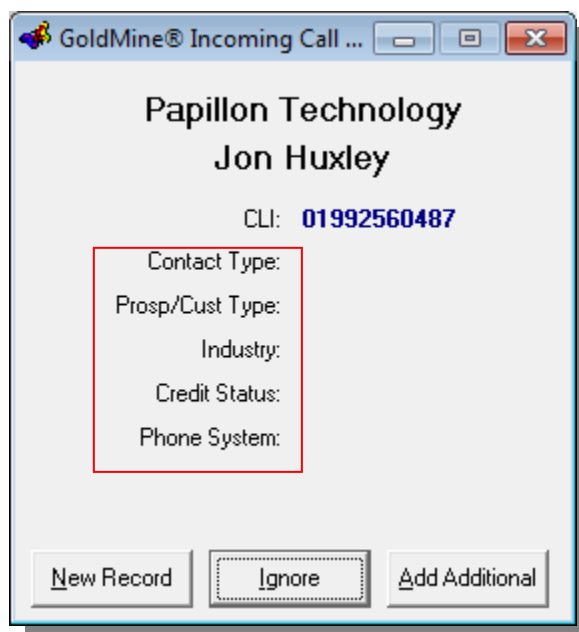 GoldMine® Incoming Call ...
Papillon Technology
Jon Huxley
CLI: 01992560487
Contact Type:
Prosp/Cust Type:
Industry:
Credit Status:
Phone System:
New Record Ignore Add Additional